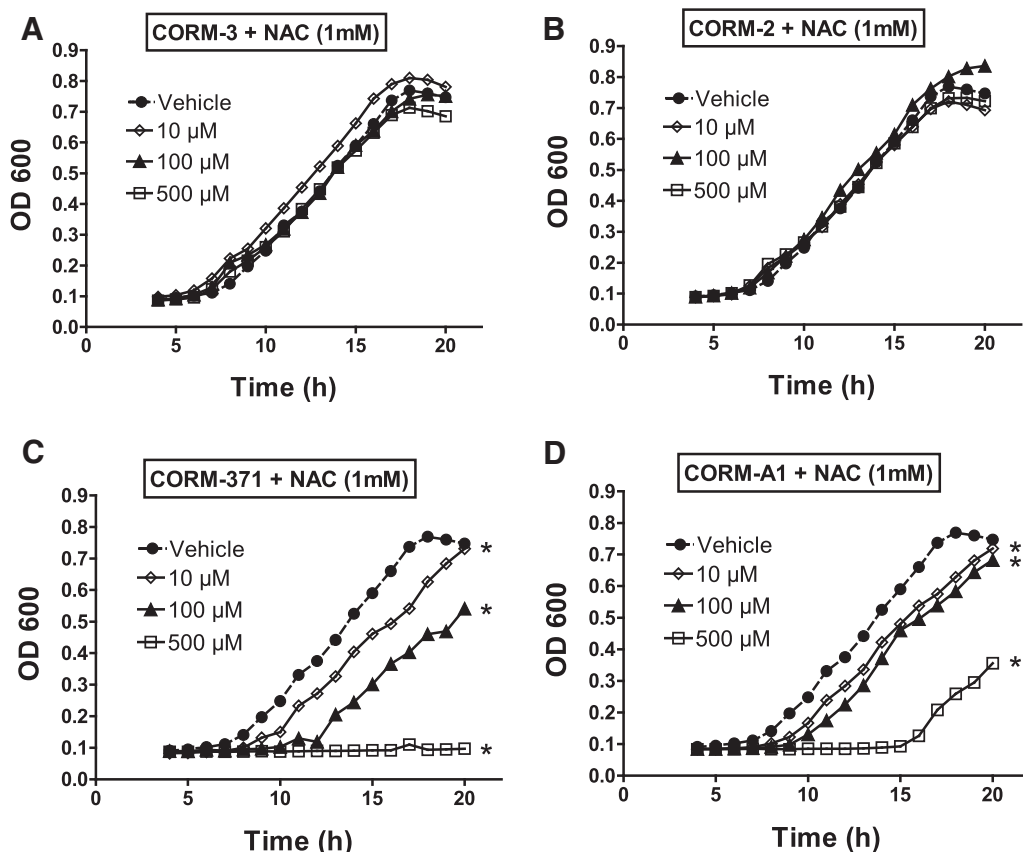 A
CORM-3 + NAC (1mM)
0.9
0.8
0.7
0.6
0.5
0.4
0.3
0.2
0.1
0.0
OD 600
Vehicle
10 µM
100 µM
500 µM
0 5 10 15 20
Time (h)
B
CORM-2 + NAC (1mM)
0.9
0.8
0.7
0.6
0.5
0.4
0.3
0.2
0.1
0.0
OD 600
Vehicle
10 µM
100 µM
500 µM
0 5 10 15 20
Time (h)
C
CORM-371 + NAC (1mM)
0.9
0.8
0.7
0.6
0.5
0.4
0.3
0.2
0.1
0.0
OD 600
Vehicle
10 µM
100 µM
500 µM
*
*
*
0 5 10 15 20
Time (h)
D
CORM-A1 + NAC (1mM)
0.9
0.8
0.7
0.6
0.5
0.4
0.3
0.2
0.1
0.0
OD 600
Vehicle
10 µM
100 µM
500 µM
*
*
*
0 5 10 15 20
Time (h)